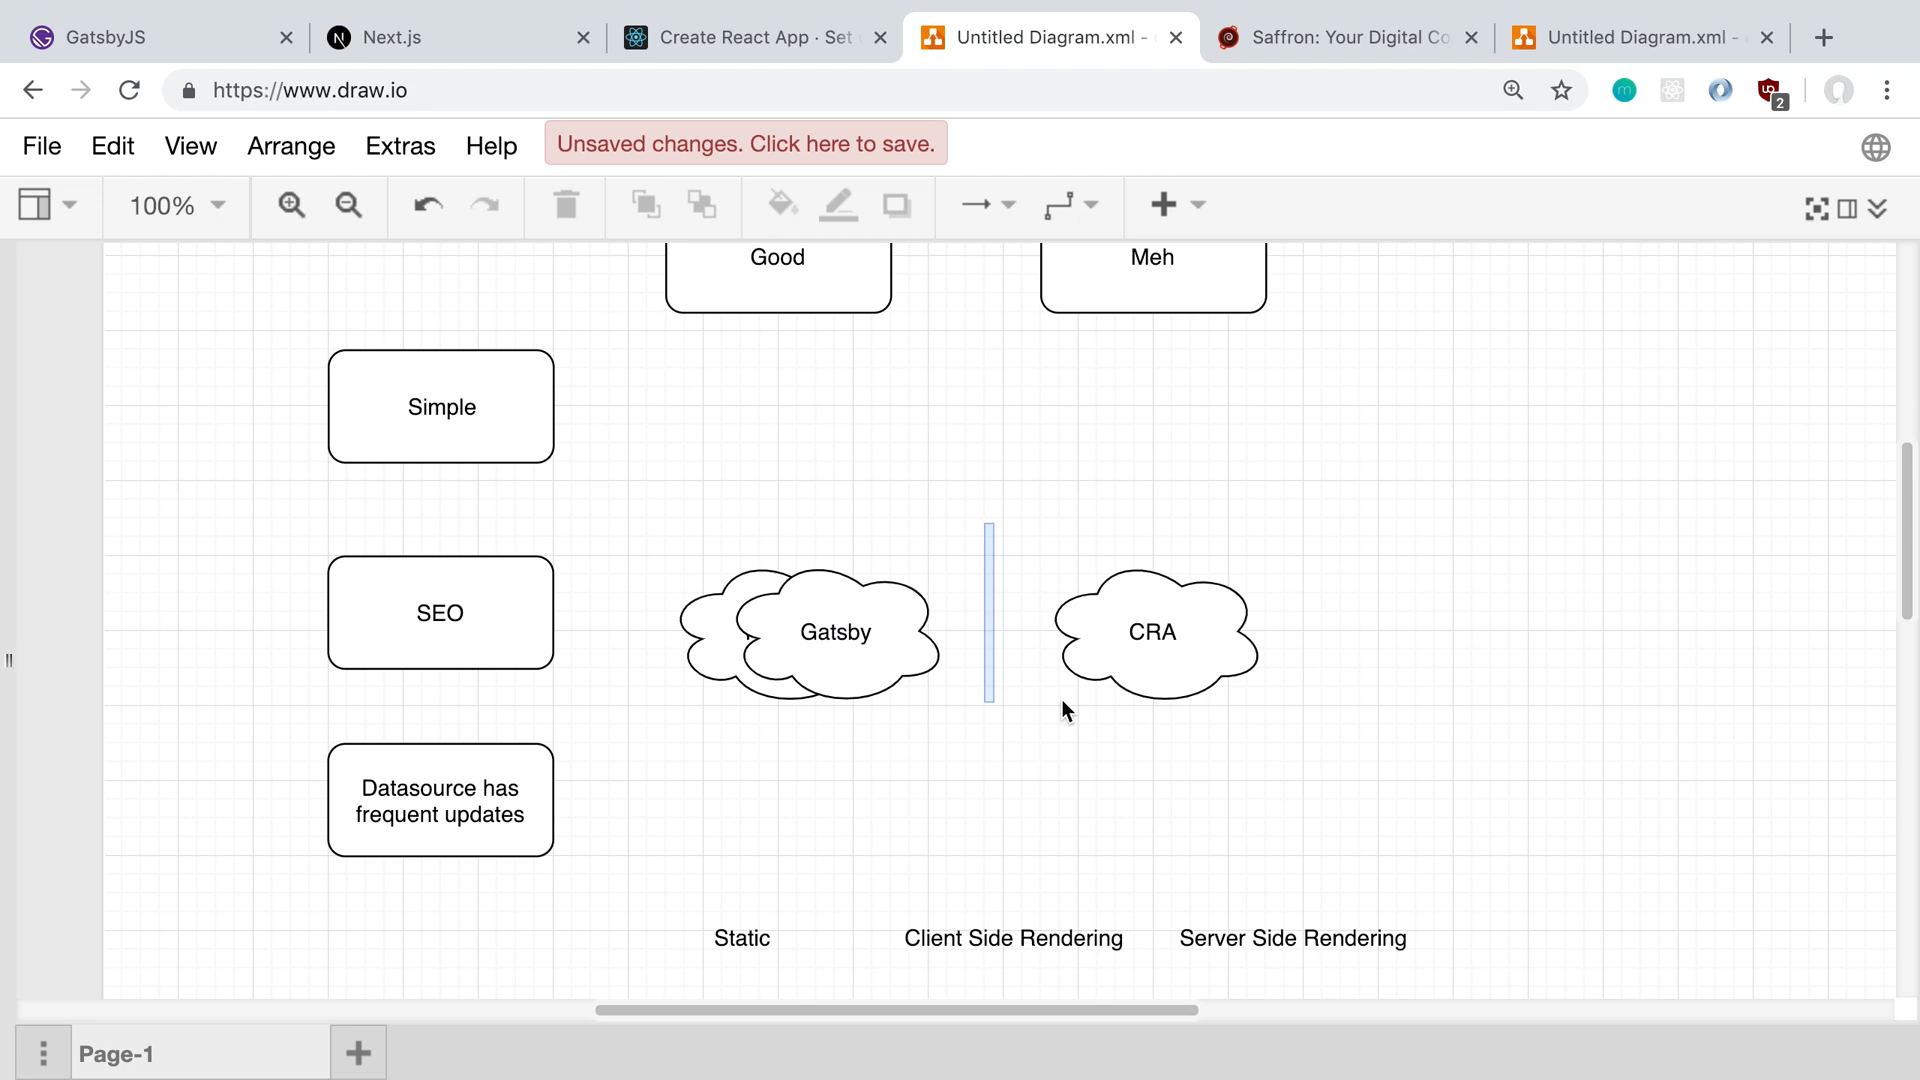 GatsbyJS
Next.js
Create React App · Set
Untitled Diagram.xml -
Saffron: Your Digital Co
Untitled Diagram.xml -
https://www.draw.io
2
File Edit View Arrange Extras Help
Unsaved changes. Click here to save.
100%
Good
Meh
Simple
SEO
Gatsby
CRA
Datasource has
frequent updates
Static
Client Side Rendering
Server Side Rendering
Page-1